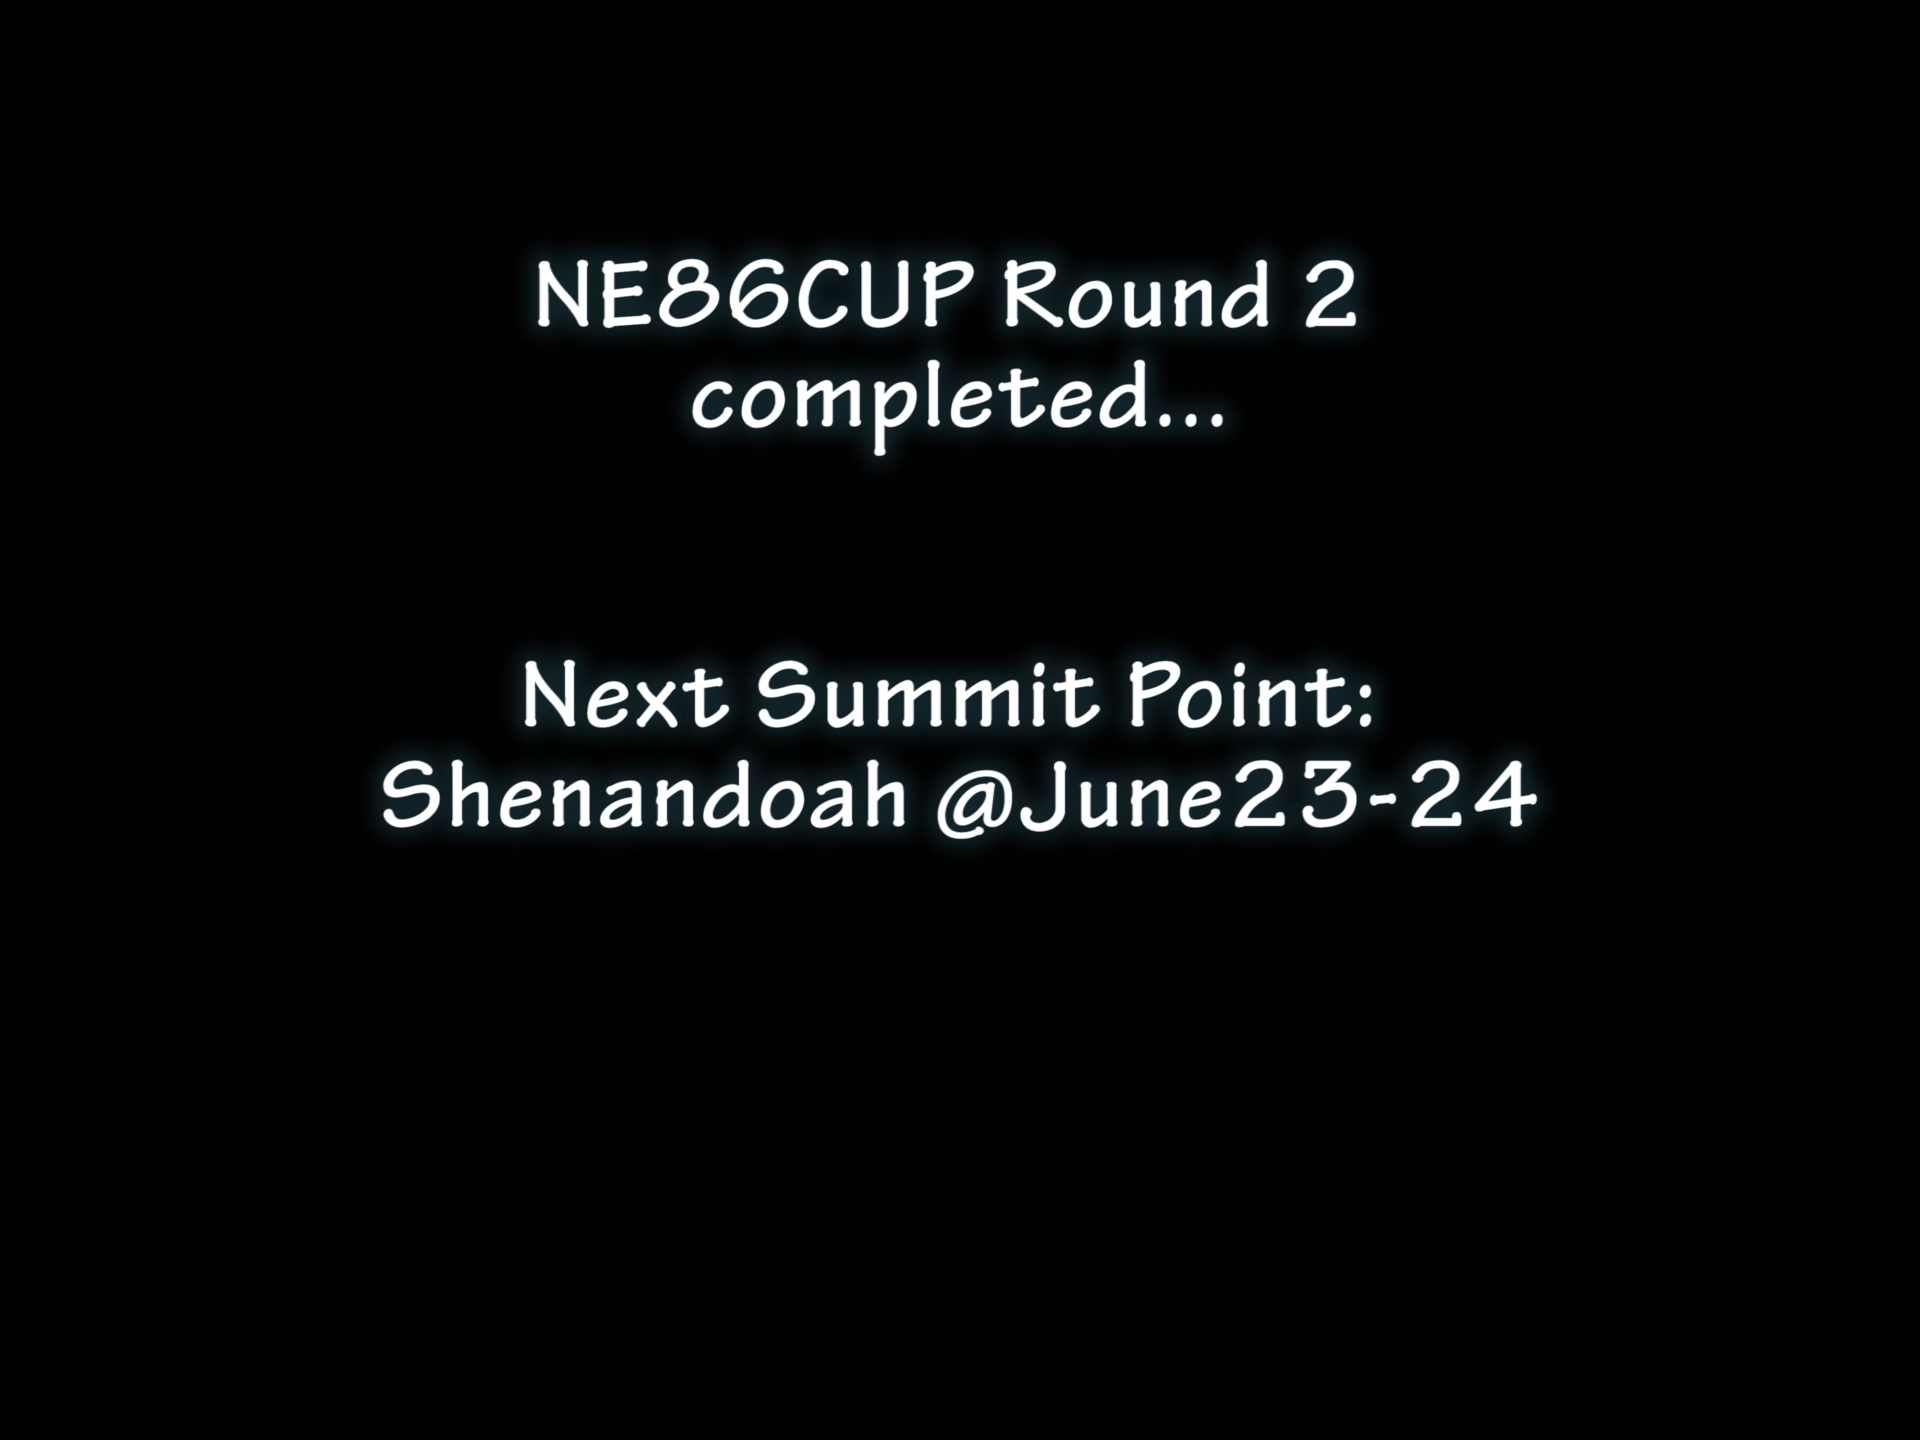 NE86CUP Round 2
completed...
Next Summit Point:
Shenandoah @June23-24